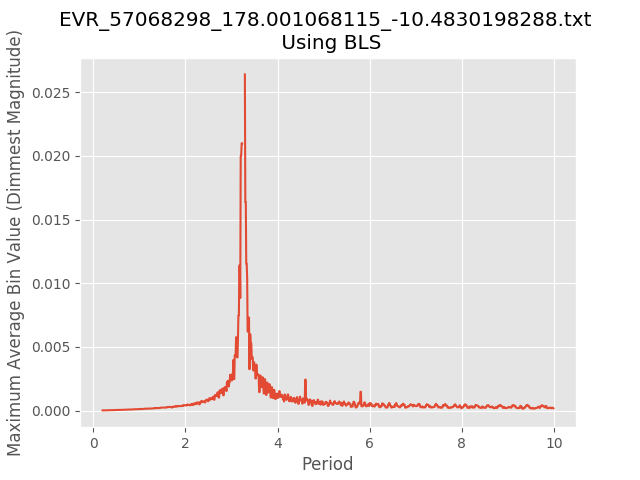 EVR_57068298_178.001068115_-10.4830198288.txt
Using BLS
Maximum Average Bin Value (Dimmest Magnitude)
0.025
0.020
0.015
0.010
0.005
0.000
0 2 4 6 8 10
Period